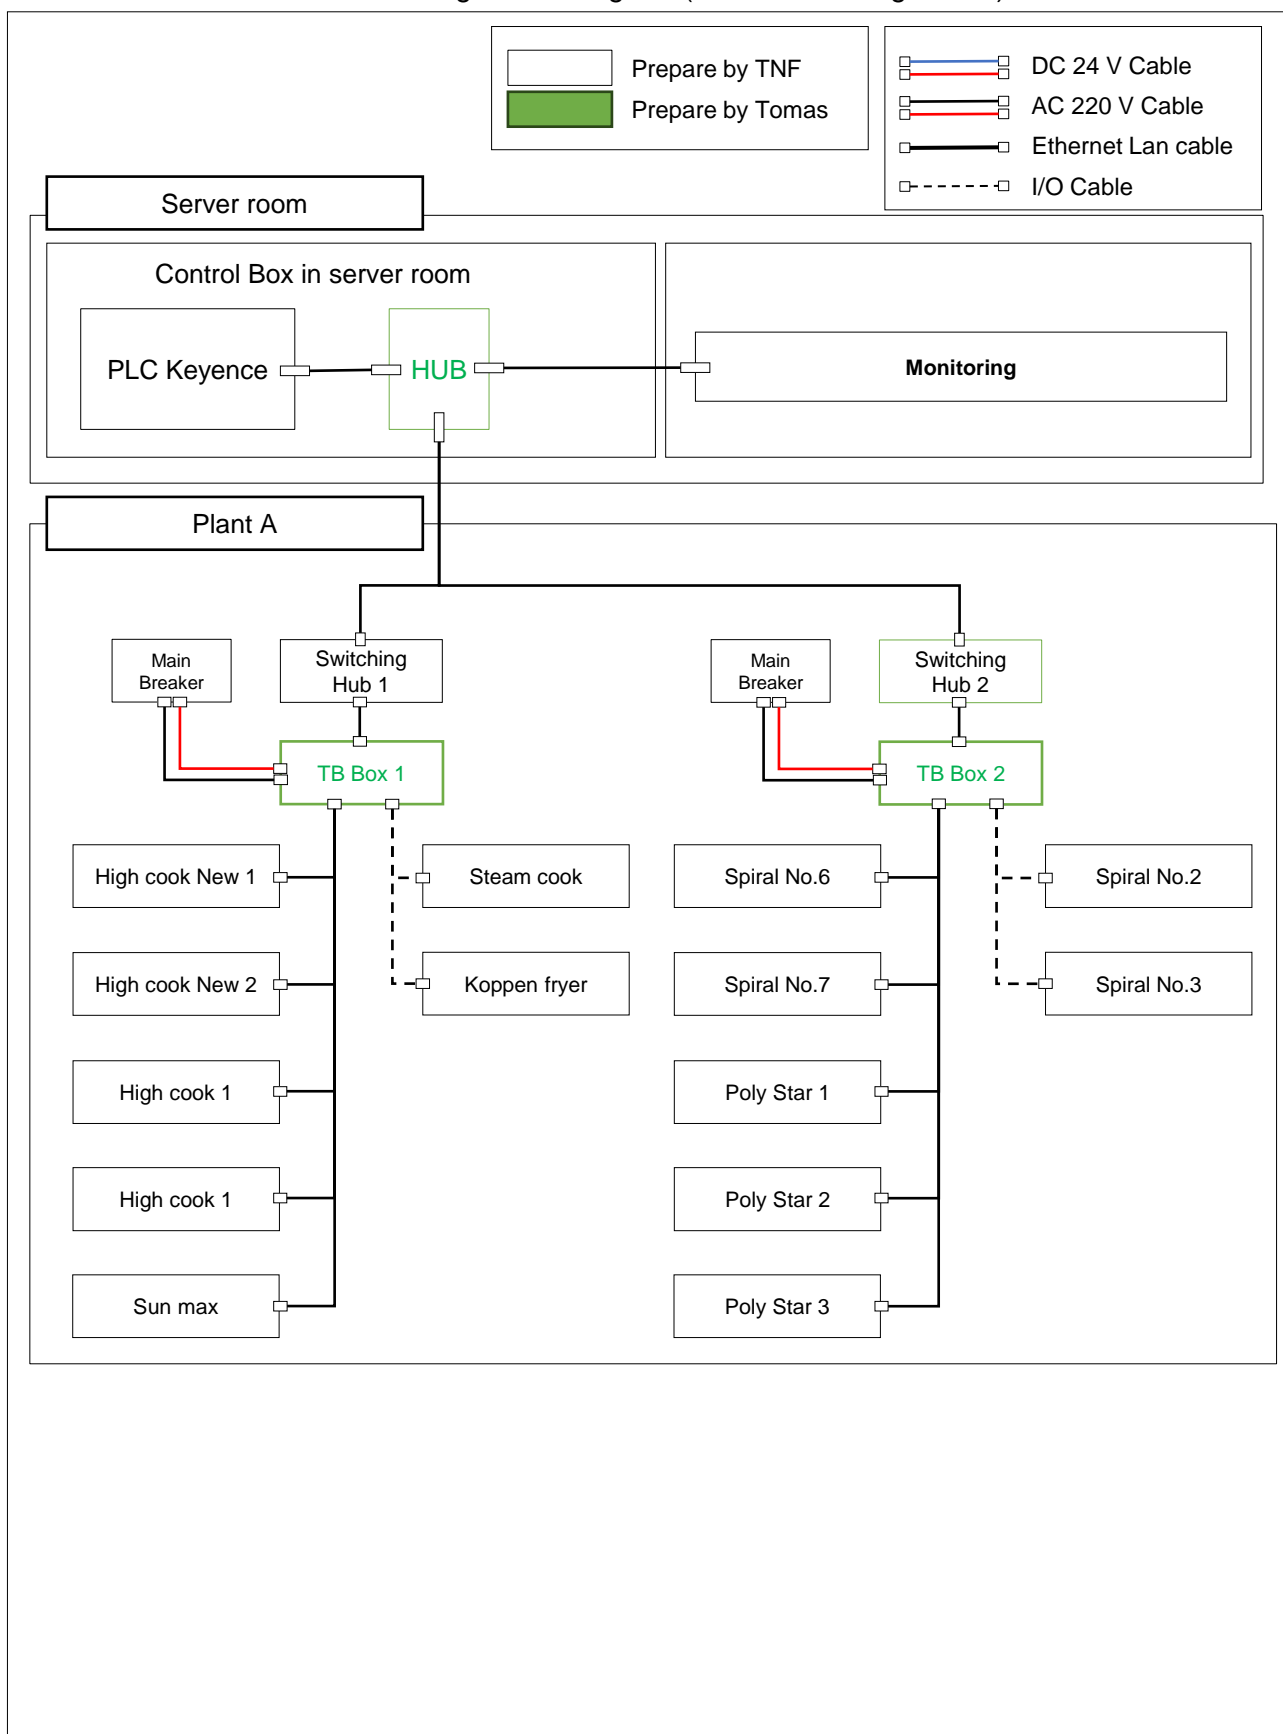 Prepare by TNF
Prepare by Tomas
DC 24 V Cable
AC 220 V Cable
Ethernet Lan cable
I/O Cable
Server room
Control Box in server room
PLC Keyence
HUB
Monitoring
Plant A
Main
Breaker
Switching
Hub 1
Main
Breaker
Switching
Hub 2
TB Box 1
TB Box 2
High cook New 1
Steam cook
Spiral No.6
Spiral No.2
High cook New 2
Koppen fryer
Spiral No.7
Spiral No.3
High cook 1
Poly Star 1
High cook 1
Poly Star 2
Sun max
Poly Star 3